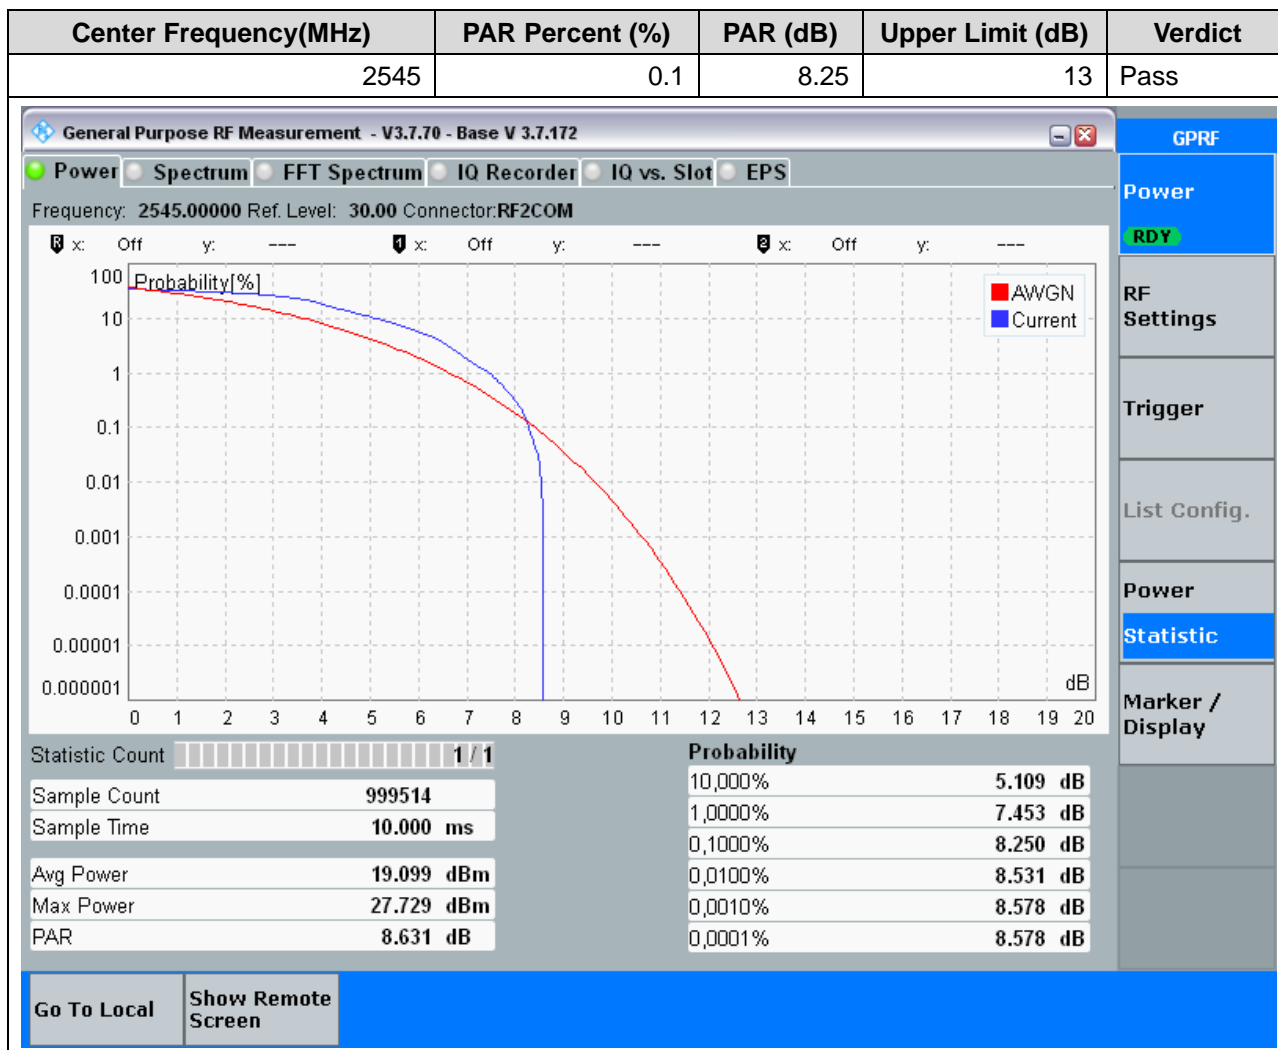 Center Frequency(MHz) PAR Percent (%) PAR (dB) Upper Limit (dB) Verdict
2545 0.1 8.25 13 Pass
General Purpose RF Measurement - V3.7.70 - Base V 3.7.172
GPRF
Power Spectrum FFT Spectrum IQ Recorder IQ vs. Slot EPS
Power
RDY
Frequency: 2545.00000 Ref. Level: 30.00 Connector:RF2COM
R x: Off y: --- 1 x: Off y: --- 2 x: Off y: ---
Probability[%]
100
10
1
0.1
0.01
0.001
0.0001
0.00001
0.000001
AWGN
Current
dB
0 1 2 3 4 5 6 7 8 9 10 11 12 13 14 15 16 17 18 19 20
RF
Settings
Trigger
List Config.
Power
Statistic
Marker /
Display
Statistic Count 1 / 1
Sample Count 999514
Sample Time 10.000 ms
Avg Power 19.099 dBm
Max Power 27.729 dBm
PAR 8.631 dB
Probability
10,000% 5.109 dB
1,0000% 7.453 dB
0,1000% 8.250 dB
0,0100% 8.531 dB
0,0010% 8.578 dB
0,0001% 8.578 dB
Go To Local
Show Remote
Screen